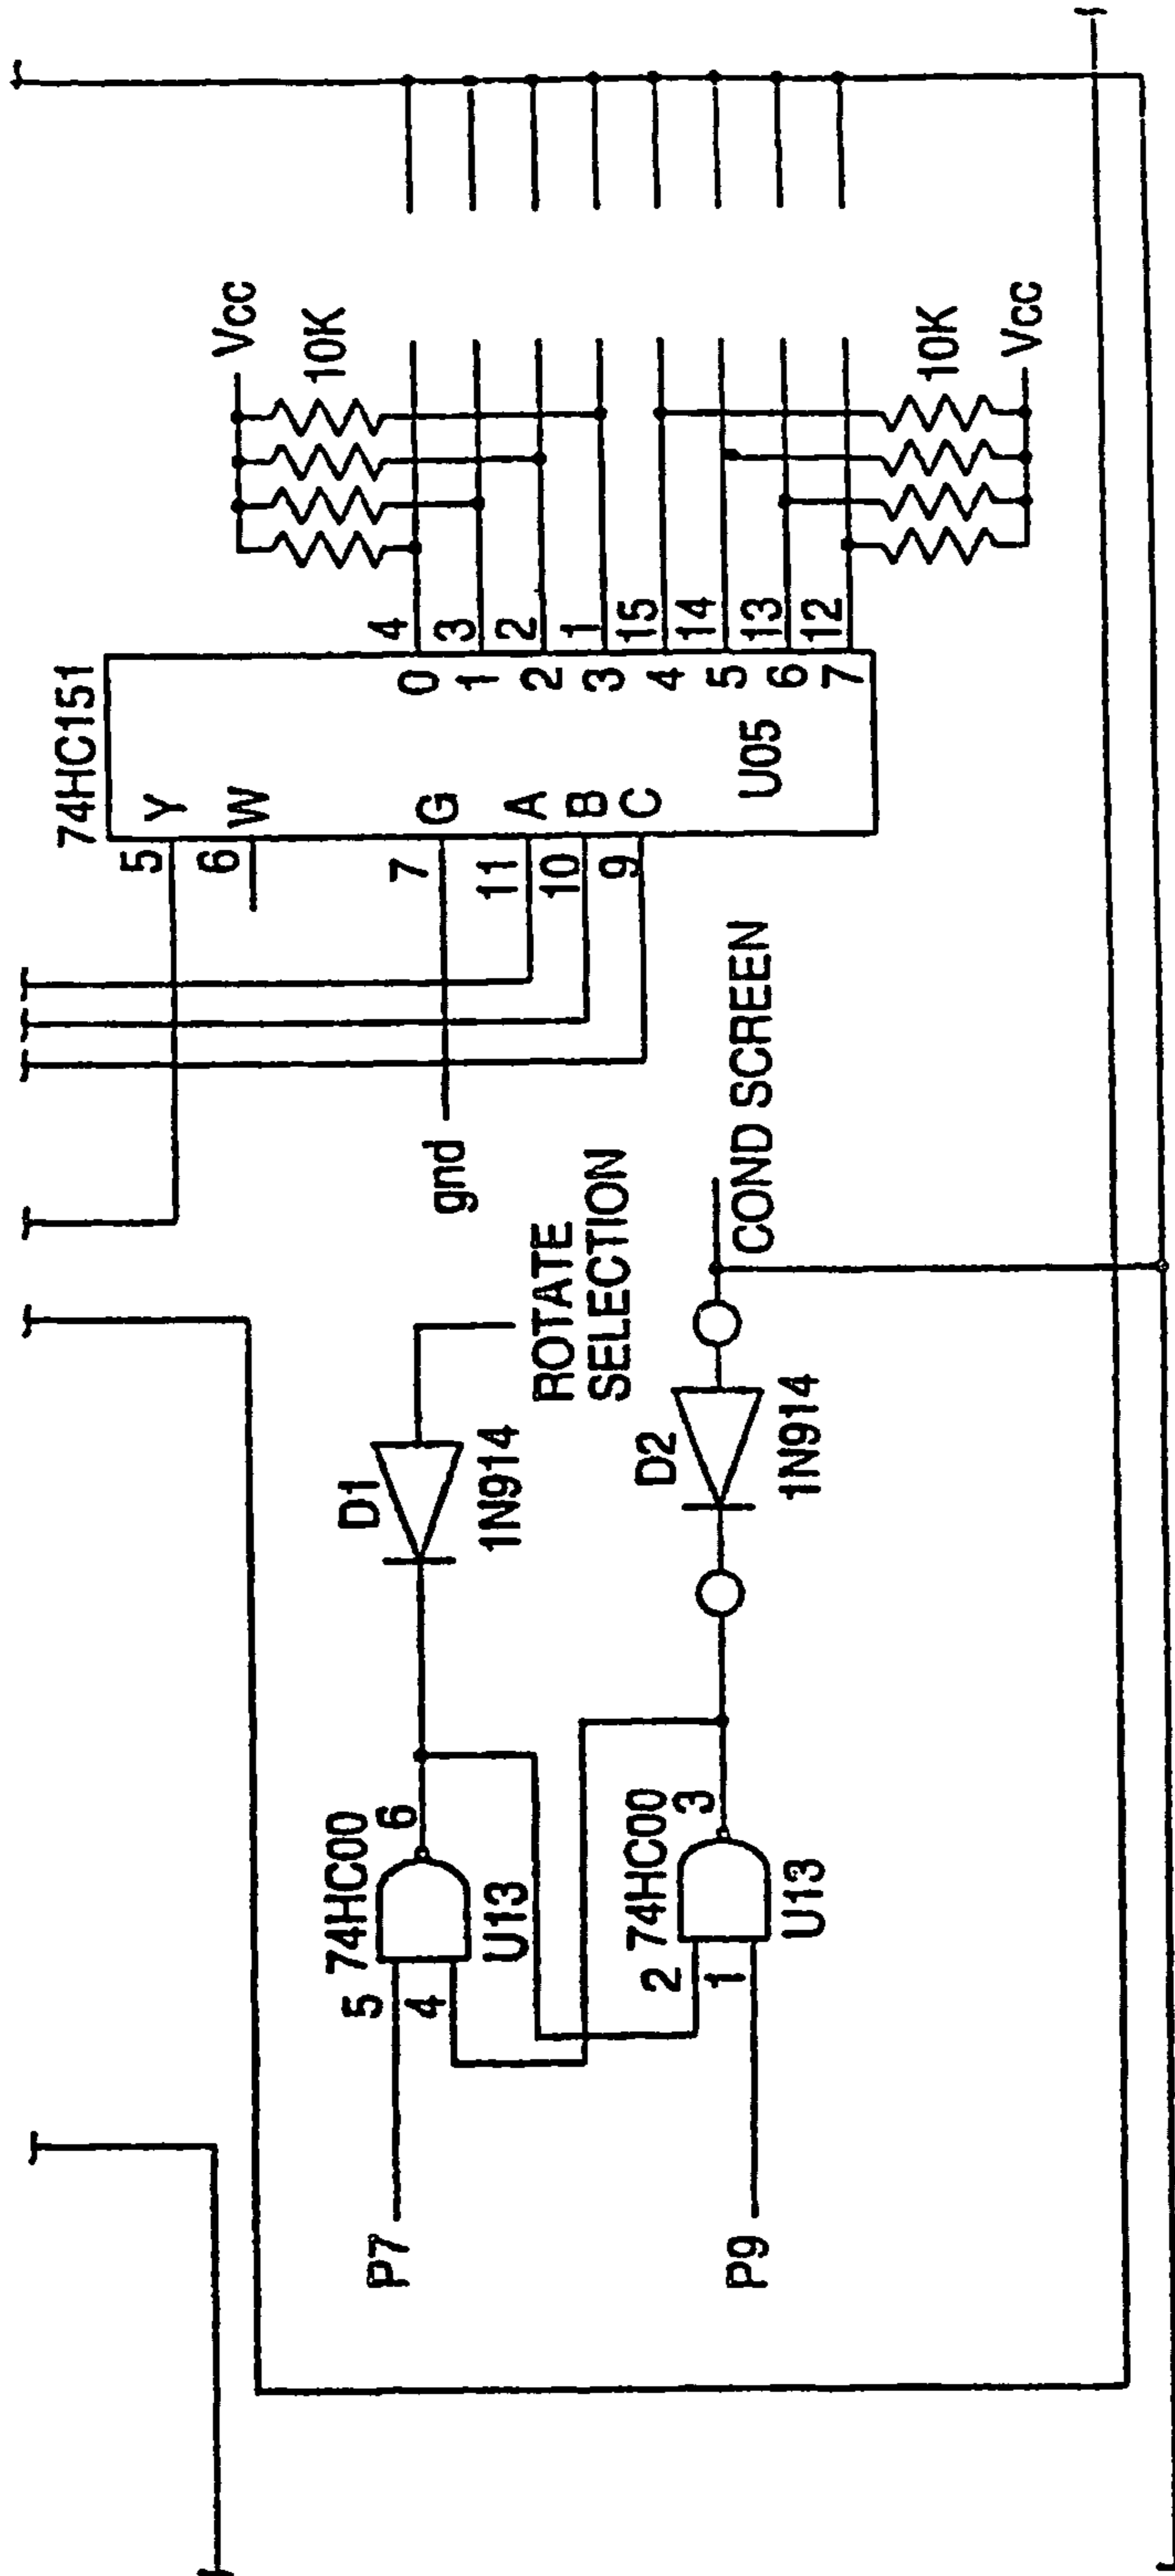 74HC151
Y
W
G
A
B
C
U05
5
6
7
11
10
9
0
1
2
3
4
5
6
7
4
3
2
1
15
14
13
12
Vcc
10K
10K
Vcc
gnd
ROTATE
SELECTION
COND SCREEN
D1
1N914
D2
1N914
74HC00
6
5
4
U13
74HC00
3
2
1
U13
P7
P9